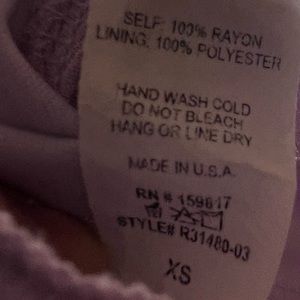 SELF: 100% RAYON
LINING: 100% POLYESTER
HAND WASH COLD
DO NOT BLEACH
HANG OR LINE DRY
MADE IN U.S.A.
RN # 159817
STYLE# R31480-03
XS